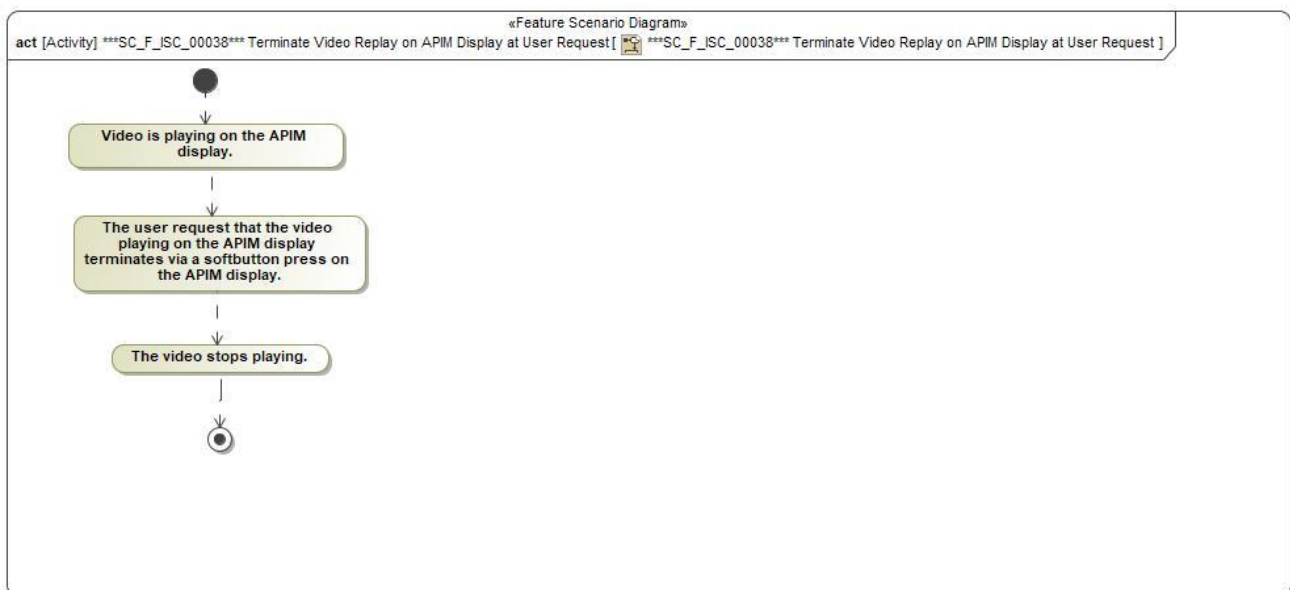 «Feature Scenario Diagram»
act [Activity] ***SC_F_ISC_00038*** Terminate Video Replay on APIM Display at User Request[ ***SC_F_ISC_00038*** Terminate Video Replay on APIM Display at User Request ]
Video is playing on the APIM
display.
The user request that the video
playing on the APIM display
terminates via a softbutton press on
the APIM display.
The video stops playing.